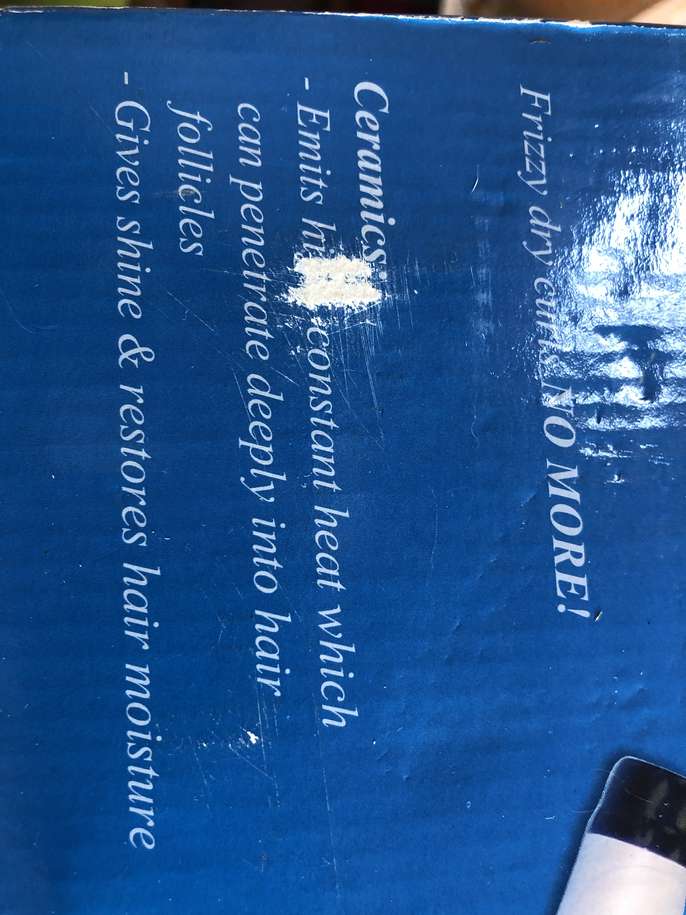 Frizzy dry curls NO MORE!
Ceramics
- Emits constant heat which
can penetrate deeply into hair
follicles
- Gives shine & restores hair moisture